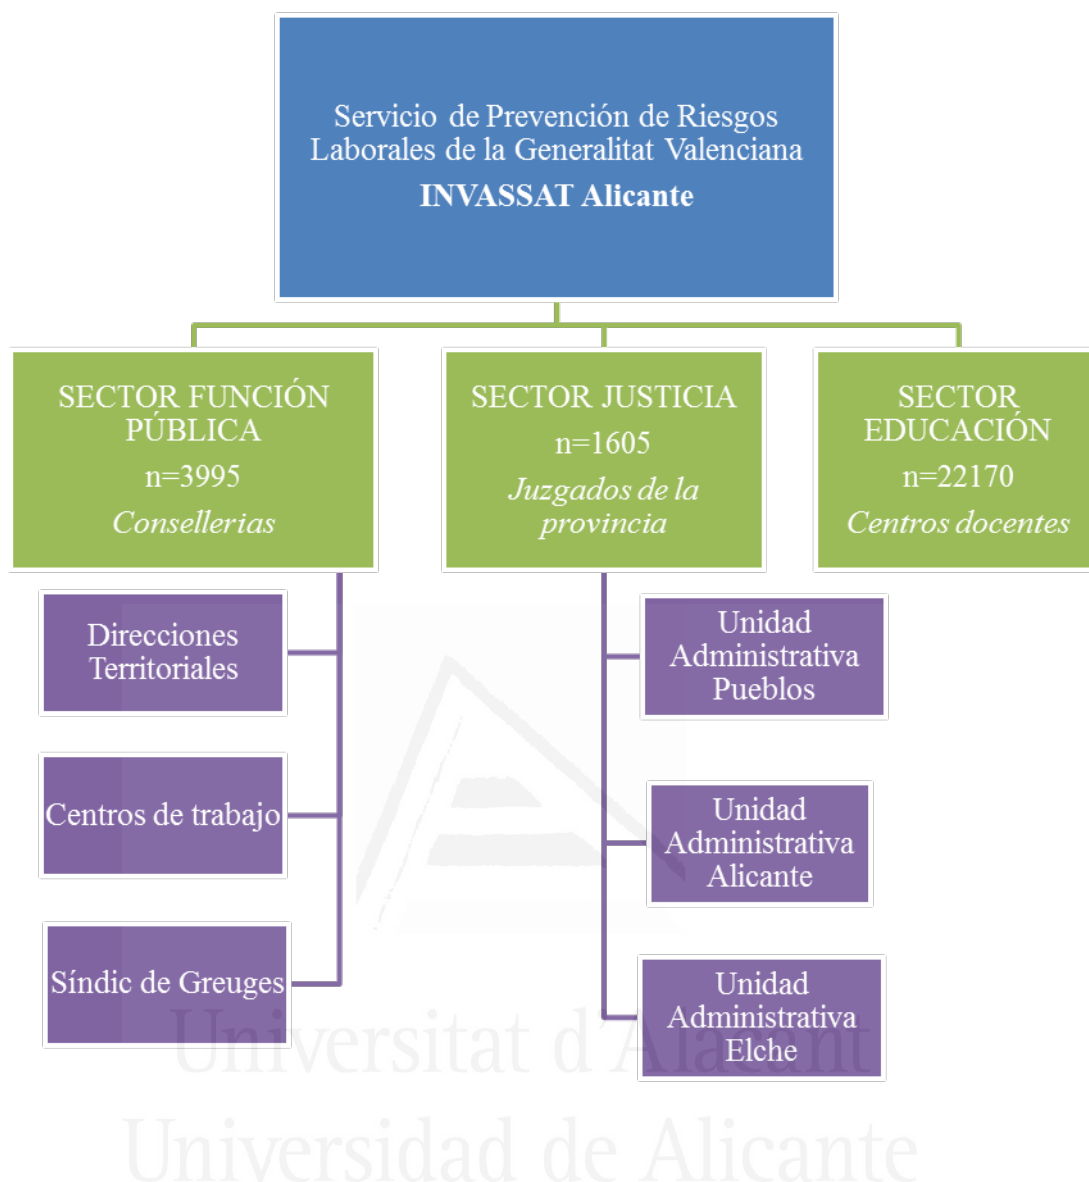 Servicio de Prevención de Riesgos
Laborales de la Generalitat Valenciana
INVASSAT Alicante
SECTOR FUNCIÓN
PÚBLICA
n=3995
Consellerias
SECTOR JUSTICIA
n=1605
Juzgados de la
provincia
SECTOR
EDUCACIÓN
n=22170
Centros docentes
Direcciones
Territoriales
Centros de trabajo
Síndic de Greuges
Unidad
Administrativa
Pueblos
Unidad
Administrativa
Alicante
Unidad
Administrativa
Elche
Universitat d'Alacant
Universidad de Alicante